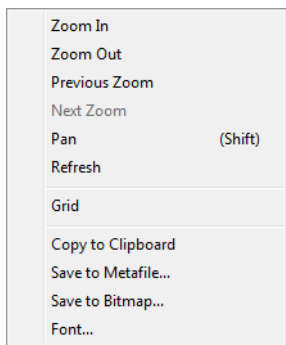 Zoom In
Zoom Out
Previous Zoom
Next Zoom
Pan (Shift)
Refresh
Grid
Copy to Clipboard
Save to Metafile...
Save to Bitmap...
Font...